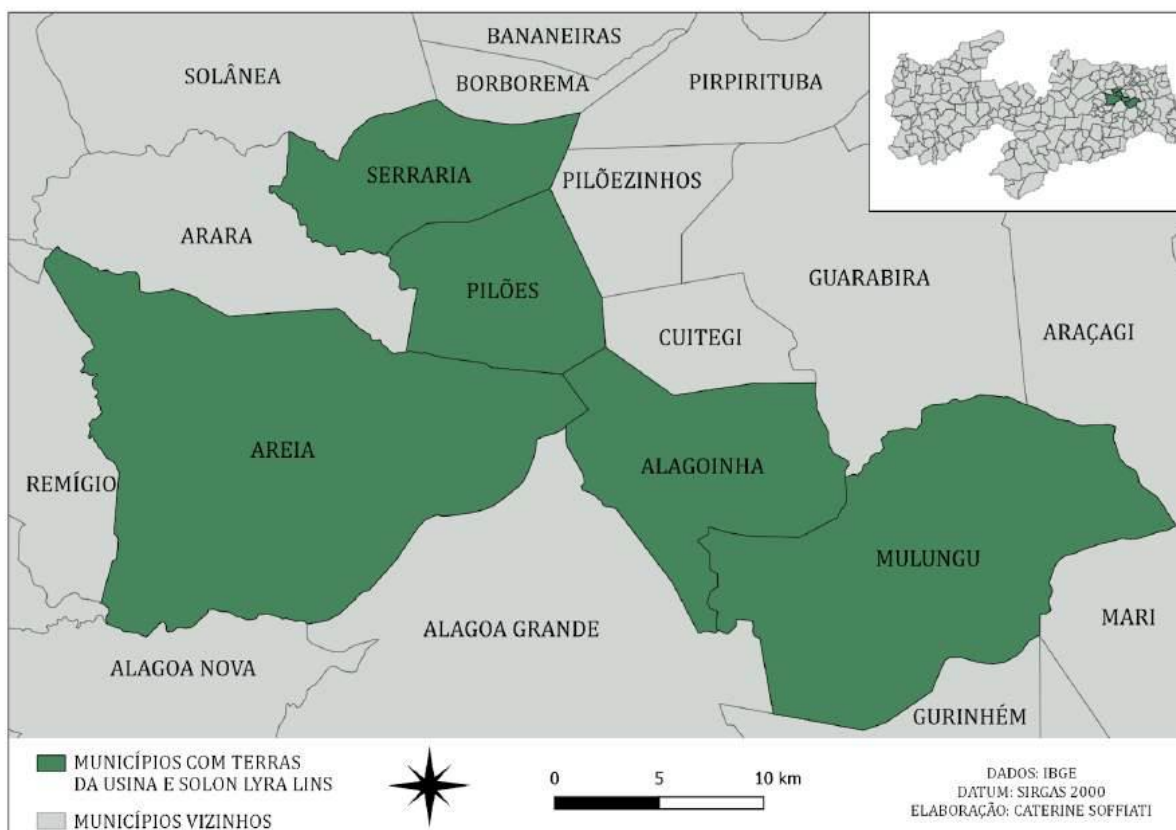 BANANEIRAS
SOLÂNEA
BORBOREMA
PIRPIRITUBA
SERRARIA
PILÕEZINHOS
ARARA
GUARABIRA
PILÕES
CUITEGI
ARAÇAGI
AREIA
ALAGOINHA
REMÍGIO
MULUNGU
MARI
ALAGOA GRANDE
ALAGOA NOVA
GURINHÉM
MUNICÍPIOS COM TERRAS
DA USINA E SOLON LYRA LINS
MUNICÍPIOS VIZINHOS
0 5 10 km
DADOS: IBGE
DATUM: SIRGAS 2000
ELABORAÇÃO: CATERINE SOFFIATI